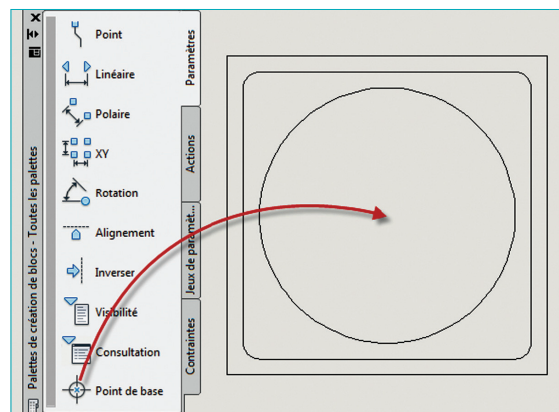 Point
Linéaire
Polaire
XY
Rotation
Alignement
Inverser
Visibilité
Consultation
Point de base
Paramètres
Actions
Jeux de paramèt...
Contraintes
Palettes de création de blocs - Toutes les palettes